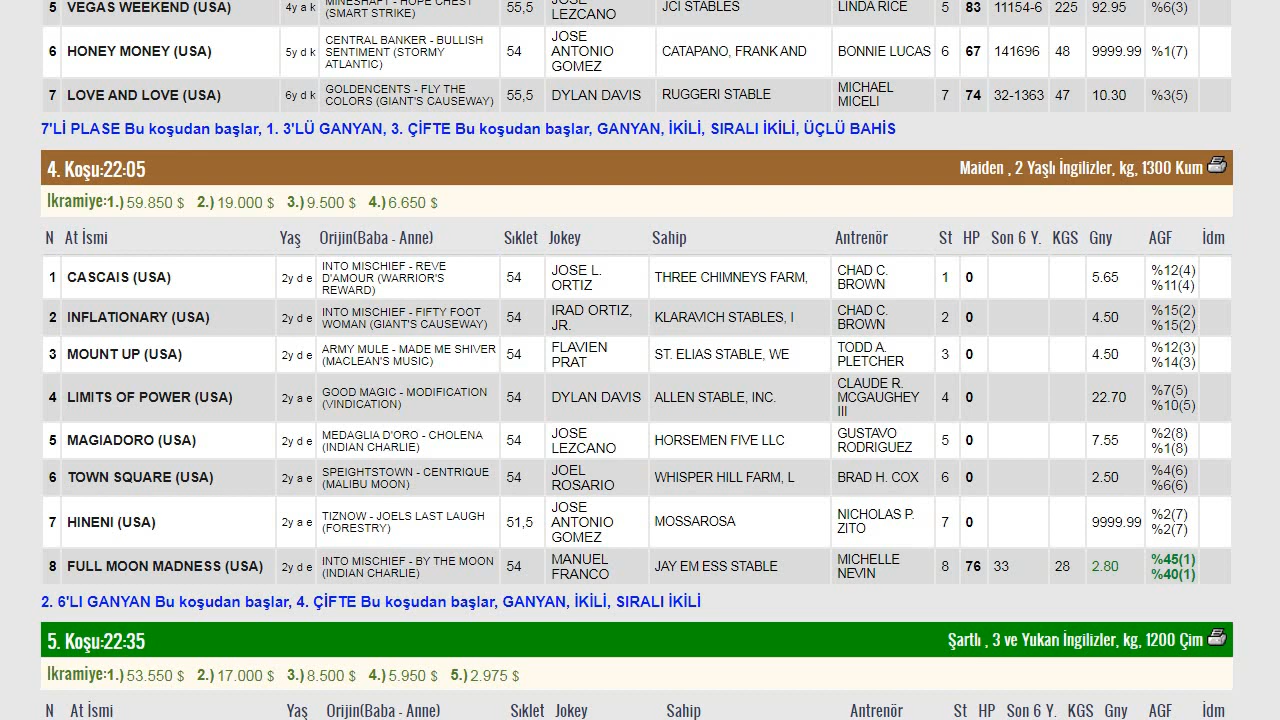 5 VEGAS WEEKEND (USA) 4y a k MINESHAFT - HOPE CHEST (SMART STRIKE) 55,5 JOSE LEZCANO JCI STABLES LINDA RICE 5 83 11154-6 225 92.95 %6(3)
6 HONEY MONEY (USA) 5y d k CENTRAL BANKER - BULLISH SENTIMENT (STORMY ATLANTIC) 54 JOSE ANTONIO GOMEZ CATAPANO, FRANK AND BONNIE LUCAS 6 67 141696 48 9999.99 %1(7)
7 LOVE AND LOVE (USA) 6y d k GOLDENCENTS - FLY THE COLORS (GIANT'S CAUSEWAY) 55,5 DYLAN DAVIS RUGGERI STABLE MICHAEL MICELI 7 74 32-1363 47 10.30 %3(5)
7'Lİ PLASE Bu koşudan başlar, 1. 3'LÜ GANYAN, 3. ÇİFTE Bu koşudan başlar, GANYAN, İKİLİ, SIRALI İKİLİ, ÜÇLÜ BAHİS
4. Koşu:22:05 Maiden , 2 Yaşlı İngilizler, kg, 1300 Kum
Ikramiye:1.) 59.850 $ 2.) 19.000 $ 3.) 9.500 $ 4.) 6.650 $
N At İsmi Yaş Orijin(Baba - Anne) Sıklet Jokey Sahip Antrenör St HP Son 6 Y. KGS Gny AGF İdm
1 CASCAIS (USA) 2y d e INTO MISCHIEF - REVE D'AMOUR (WARRIOR'S REWARD) 54 JOSE L. ORTIZ THREE CHIMNEYS FARM, CHAD C. BROWN 1 0 5.65 %12(4) %11(4)
2 INFLATIONARY (USA) 2y d e INTO MISCHIEF - FIFTY FOOT WOMAN (GIANT'S CAUSEWAY) 54 IRAD ORTIZ, JR. KLARAVICH STABLES, I CHAD C. BROWN 2 0 4.50 %15(2) %15(2)
3 MOUNT UP (USA) 2y d e ARMY MULE - MADE ME SHIVER (MACLEAN'S MUSIC) 54 FLAVIEN PRAT ST. ELIAS STABLE, WE TODD A. PLETCHER 3 0 4.50 %12(3) %14(3)
4 LIMITS OF POWER (USA) 2y a e GOOD MAGIC - MODIFICATION (VINDICATION) 54 DYLAN DAVIS ALLEN STABLE, INC. CLAUDE R. MCGAUGHEY III 4 0 22.70 %7(5) %10(5)
5 MAGIADORO (USA) 2y d e MEDAGLIA D'ORO - CHOLENA (INDIAN CHARLIE) 54 JOSE LEZCANO HORSEMEN FIVE LLC GUSTAVO RODRIGUEZ 5 0 7.55 %2(8) %1(8)
6 TOWN SQUARE (USA) 2y a e SPEIGHTSTOWN - CENTRIQUE (MALIBU MOON) 54 JOEL ROSARIO WHISPER HILL FARM, L BRAD H. COX 6 0 2.50 %4(6) %6(6)
7 HINENI (USA) 2y a e TIZNOW - JOELS LAST LAUGH (FORESTRY) 51,5 JOSE ANTONIO GOMEZ MOSSAROSA NICHOLAS P. ZITO 7 0 9999.99 %2(7) %2(7)
8 FULL MOON MADNESS (USA) 2y d e INTO MISCHIEF - BY THE MOON (INDIAN CHARLIE) 54 MANUEL FRANCO JAY EM ESS STABLE MICHELLE NEVIN 8 76 33 28 2.80 %45(1) %40(1)
2. 6'LI GANYAN Bu koşudan başlar, 4. ÇİFTE Bu koşudan başlar, GANYAN, İKİLİ, SIRALI İKİLİ
5. Koşu:22:35 Şartlı , 3 ve Yukarı İngilizler, kg, 1200 Çim
Ikramiye:1.) 53.550 $ 2.) 17.000 $ 3.) 8.500 $ 4.) 5.950 $ 5.) 2.975 $
N At İsmi Yaş Orijin(Baba - Anne) Sıklet Jokey Sahip Antrenör St HP Son 6 Y. KGS Gny AGF İdm